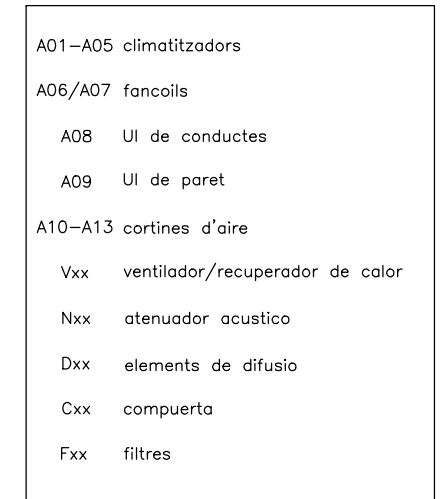 A01-A05 climatitzadors
A06/A07 fancoils
A08 UI de conductes
A09 UI de paret
A10-A13 cortines d'aire
Vxx ventilador/recuperador de calor
Nxx atenuador acustico
Dxx elements de difusio
Cxx compuerta
Fxx filtres